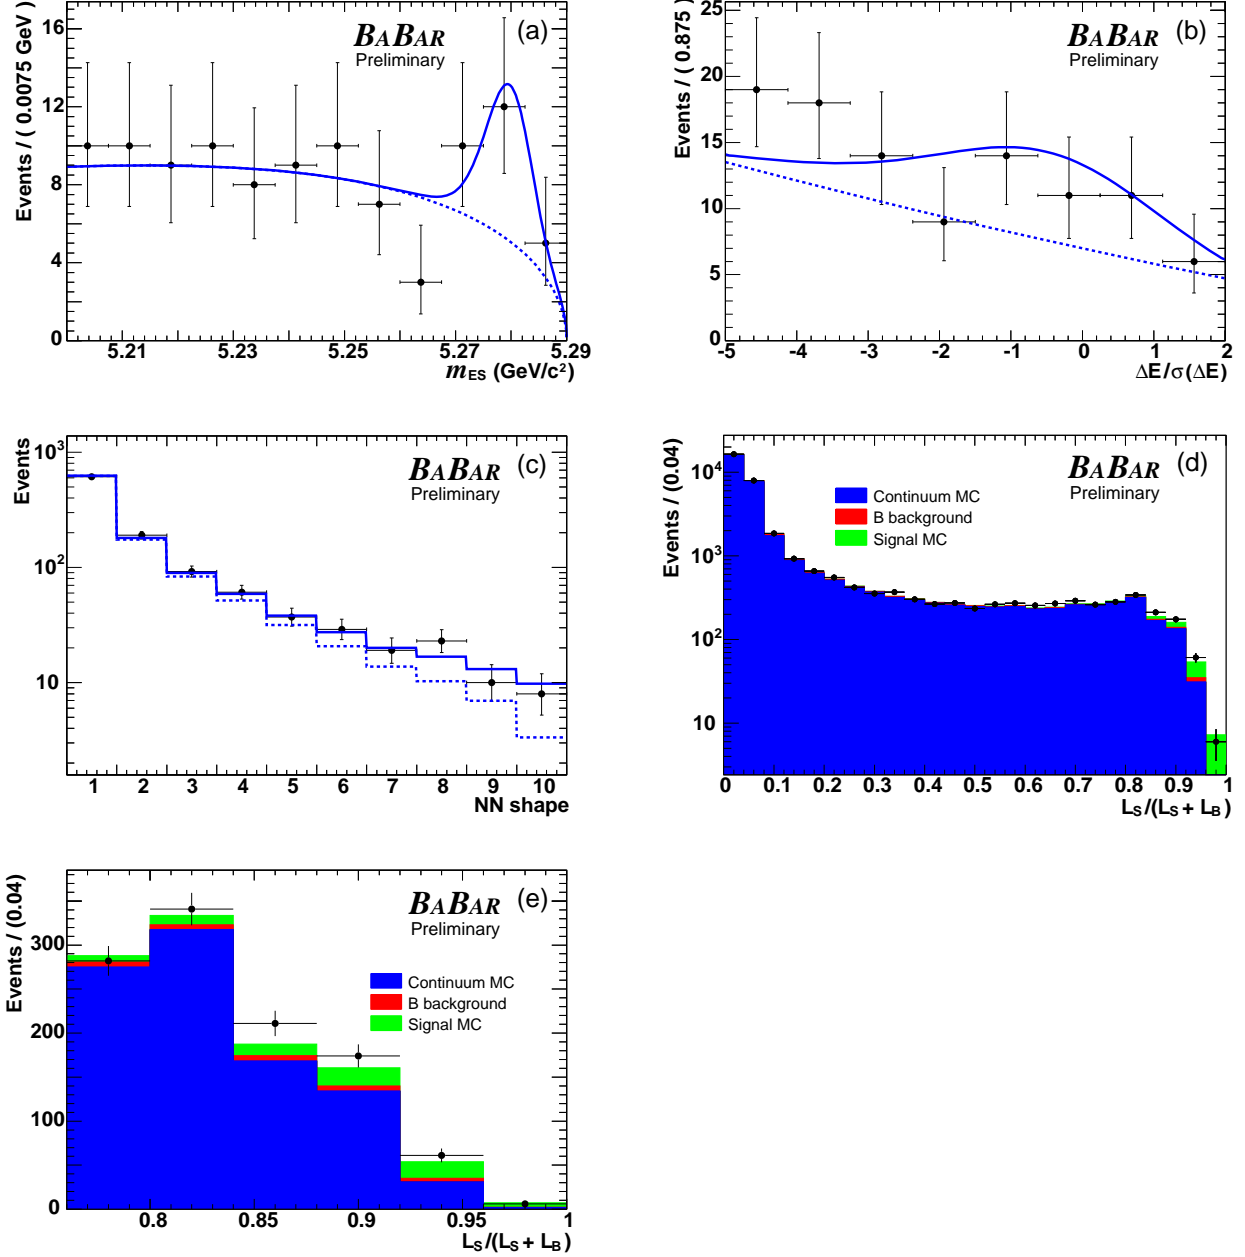 BABAR (a)
Preliminary
Events / ( 0.0075 GeV)
16
12
8
4
0
5.21 5.23 5.25 5.27 5.29
mES (GeV/c²)
BABAR (b)
Preliminary
Events / ( 0.875 )
25
20
15
10
5
0
-5 -4 -3 -2 -1 0 1 2
ΔE/σ(ΔE)
BABAR (c)
Preliminary
Events
10³
10²
10
1 2 3 4 5 6 7 8 9 10
NN shape
BABAR (d)
Preliminary
Events / (0.04)
10⁴
10³
10²
10
Continuum MC
B background
Signal MC
0 0.1 0.2 0.3 0.4 0.5 0.6 0.7 0.8 0.9 1
LS/(LS + LB)
BABAR (e)
Preliminary
Events / (0.04)
300
200
100
0
Continuum MC
B background
Signal MC
0.8 0.85 0.9 0.95 1
LS/(LS + LB)